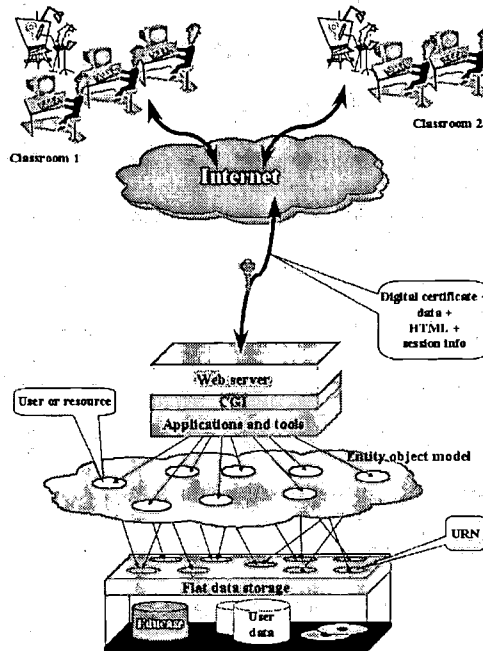 Classroom 1
Classroom 2
Internet
Digital certificate +
data +
HTML +
session info
Web server
CGI
Applications and tools
User or resource
Entity object model
URN
Flat data storage
User
data